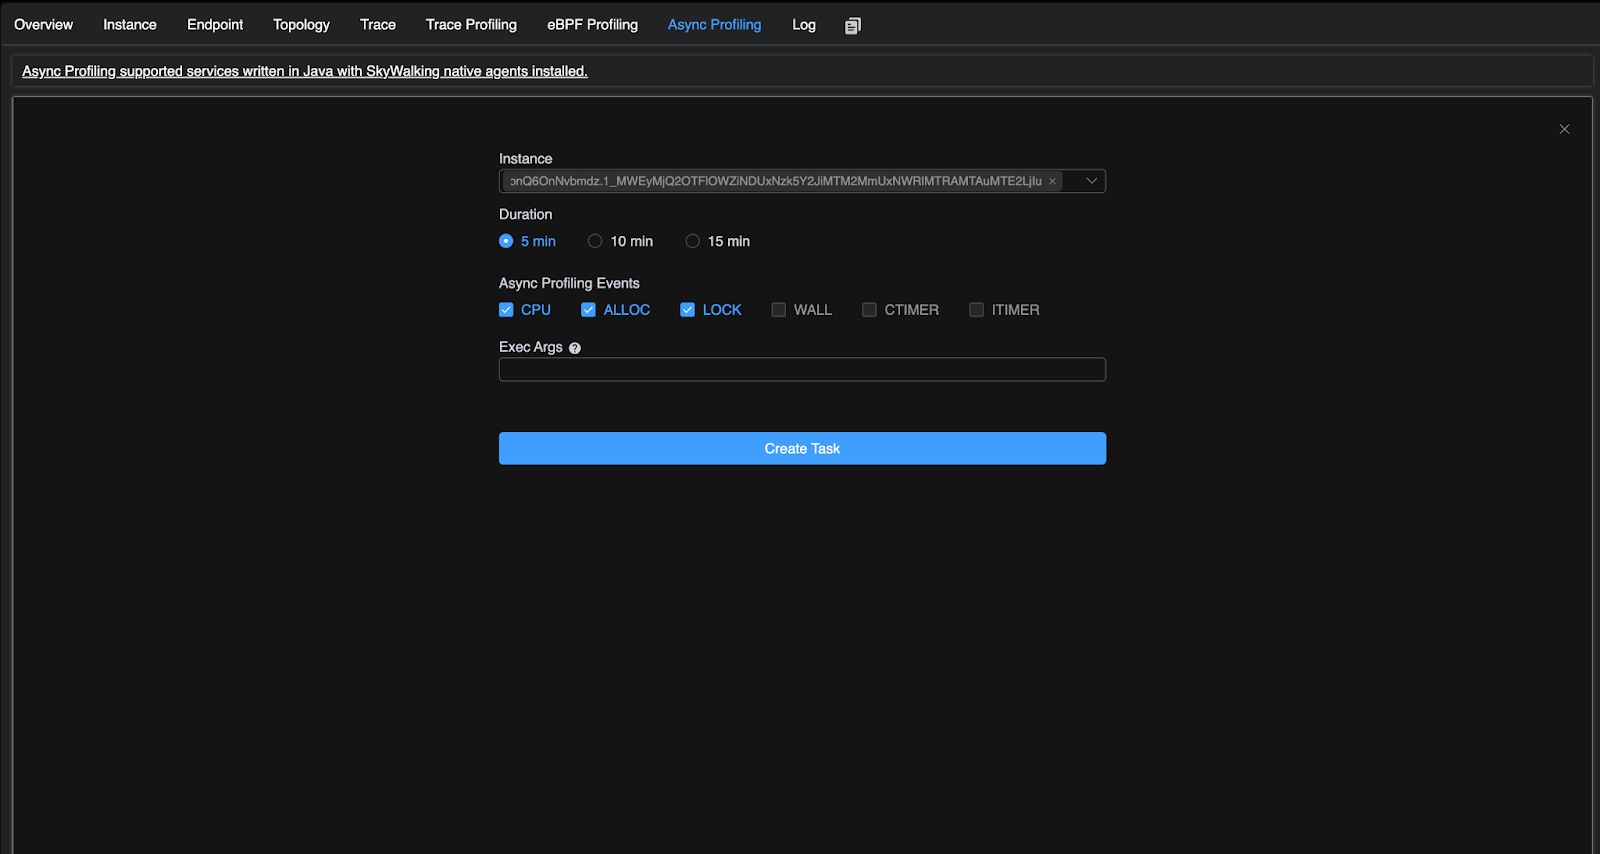 Overview Instance Endpoint Topology Trace Trace Profiling eBPF Profiling Async Profiling Log
Async Profiling supported services written in Java with SkyWalking native agents installed.
Instance
Duration
5 min 10 min 15 min
Async Profiling Events
CPU ALLOC LOCK WALL CTIMER ITIMER
Exec Args
Create Task